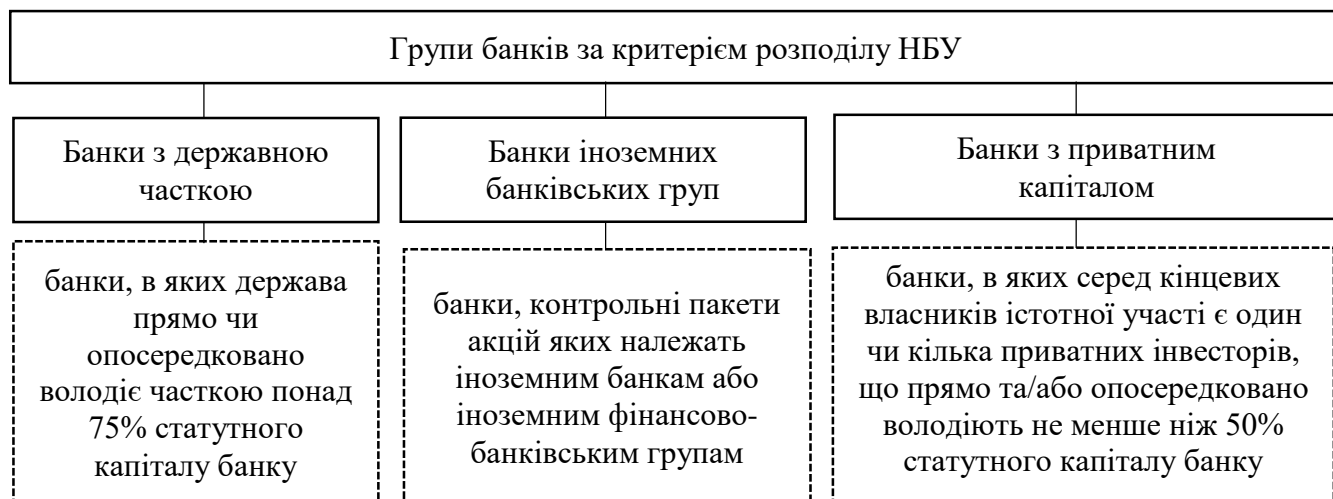 Групи банків за критерієм розподілу НБУ
Банки з державною
часткою
банки, в яких держава
прямо чи
опосередковано
володіє часткою понад
75% статутного
капіталу банку
Банки іноземних
банківських груп
банки, контрольні пакети
акцій яких належать
іноземним банкам або
іноземним фінансово-
банківським групам
Банки з приватним
капіталом
банки, в яких серед кінцевих
власників істотної участі є один
чи кілька приватних інвесторів,
що прямо та/або опосередковано
володіють не менше ніж 50%
статутного капіталу банку